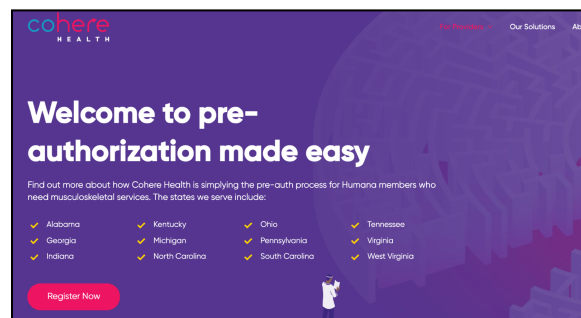 cohere
HEALTH
Our Solutions
Welcome to pre-
authorization made easy
Find out more about how Cohere Health is simplifying the pre-auth process for Humana members who
need musculoskeletal services. The states we serve include:
Alabama Kentucky Ohio Tennessee
Georgia Michigan Pennsylvania Virginia
Indiana North Carolina South Carolina West Virginia
Register Now